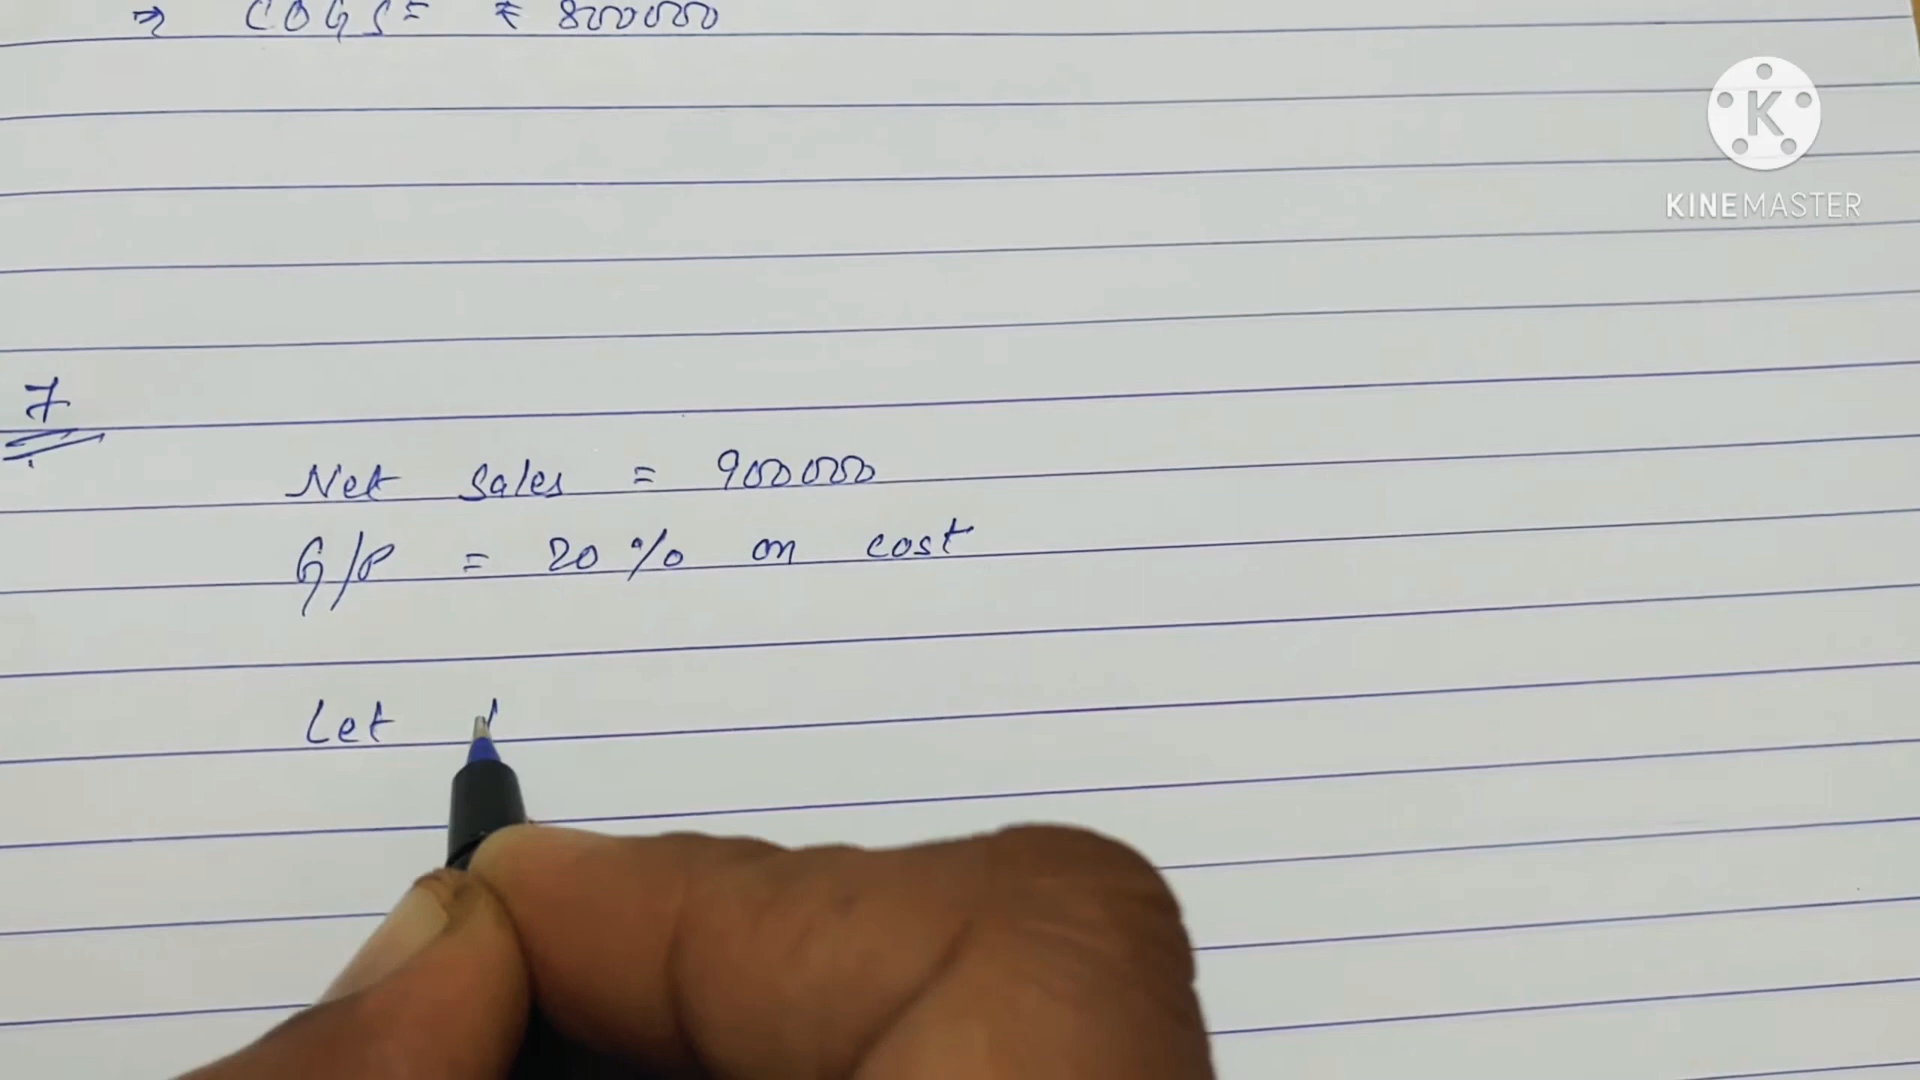 ⇒ COGS = ₹ 800000
K
KINEMASTER
7
Net Sales = 900000
G/P = 20% on cost
Let